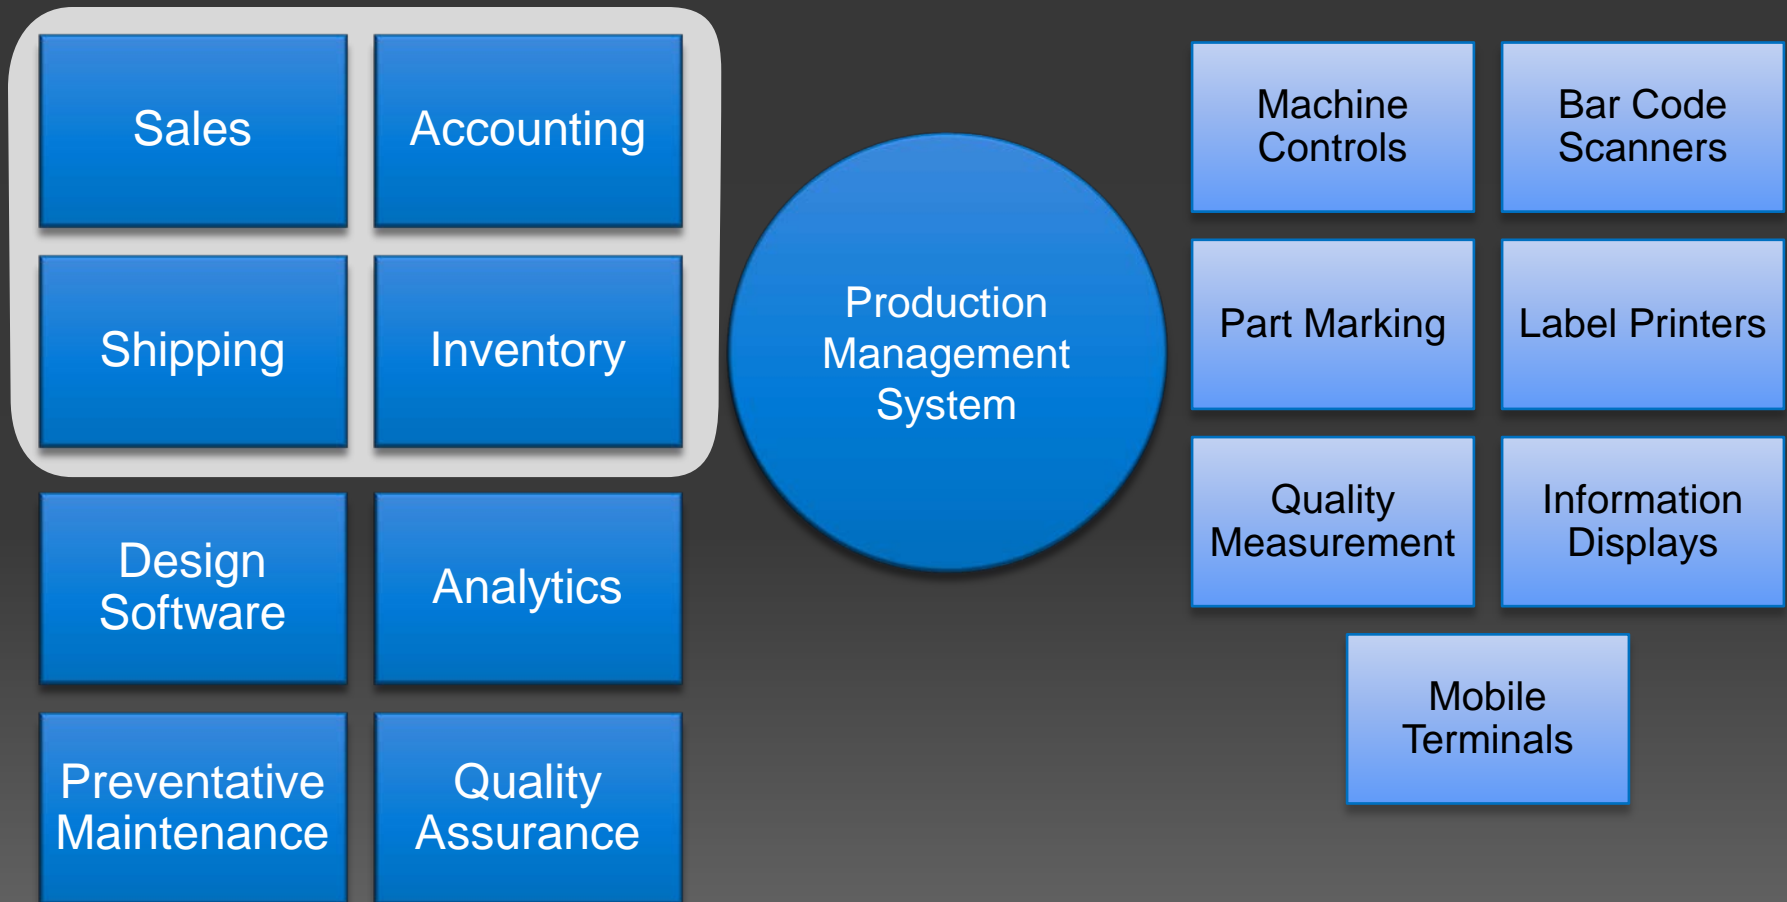 Sales
Accounting
Shipping
Inventory
Design
Software
Analytics
Preventative
Maintenance
Quality
Assurance
Production
Management
System
Machine
Controls
Bar Code
Scanners
Part Marking
Label Printers
Quality
Measurement
Information
Displays
Mobile
Terminals